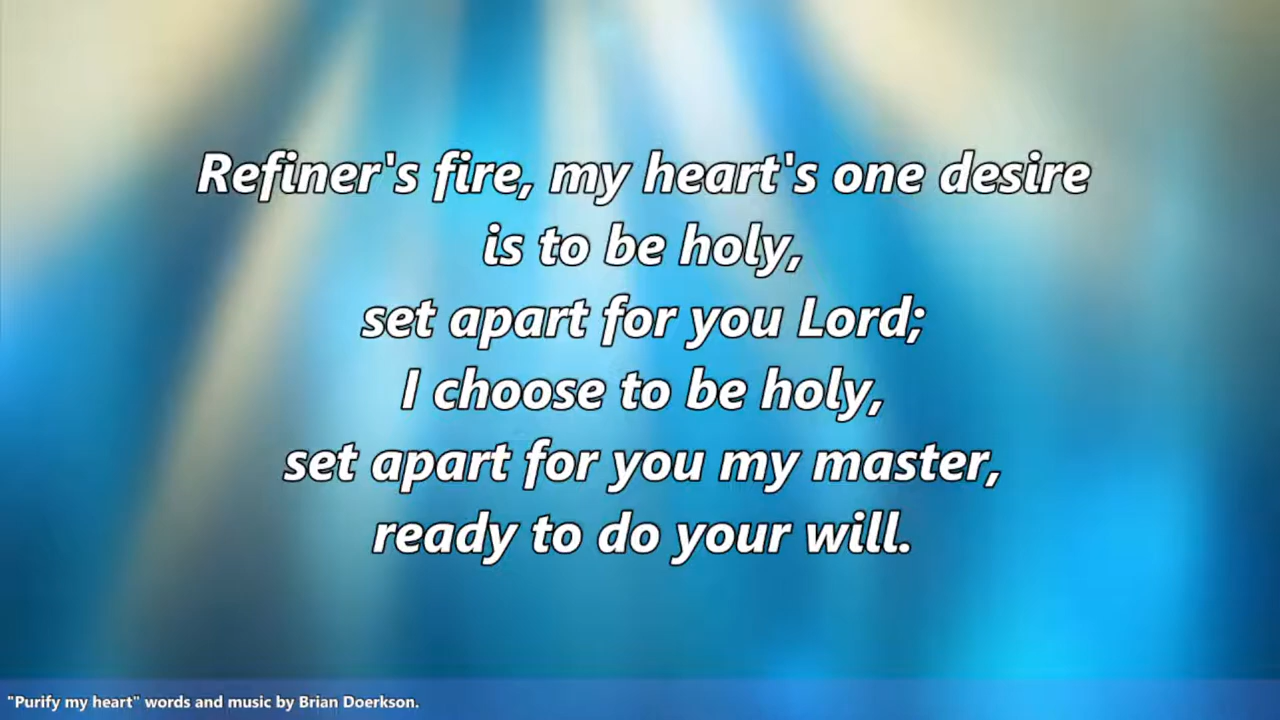 Refiner's fire, my heart's one desire
is to be holy,
set apart for you Lord;
I choose to be holy,
set apart for you my master,
ready to do your will.
"Purify my heart" words and music by Brian Doerkson.